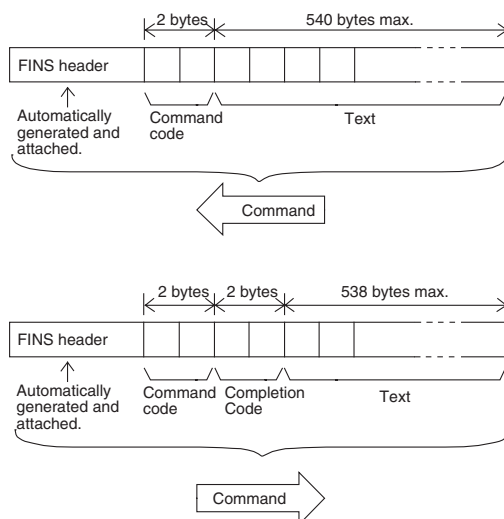 2 bytes 540 bytes max.
FINS header
Automatically
generated and
attached.
Command
code
Text
Command
2 bytes 2 bytes 538 bytes max.
FINS header
Automatically
generated and
attached.
Command
code
Completion
Code
Text
Command